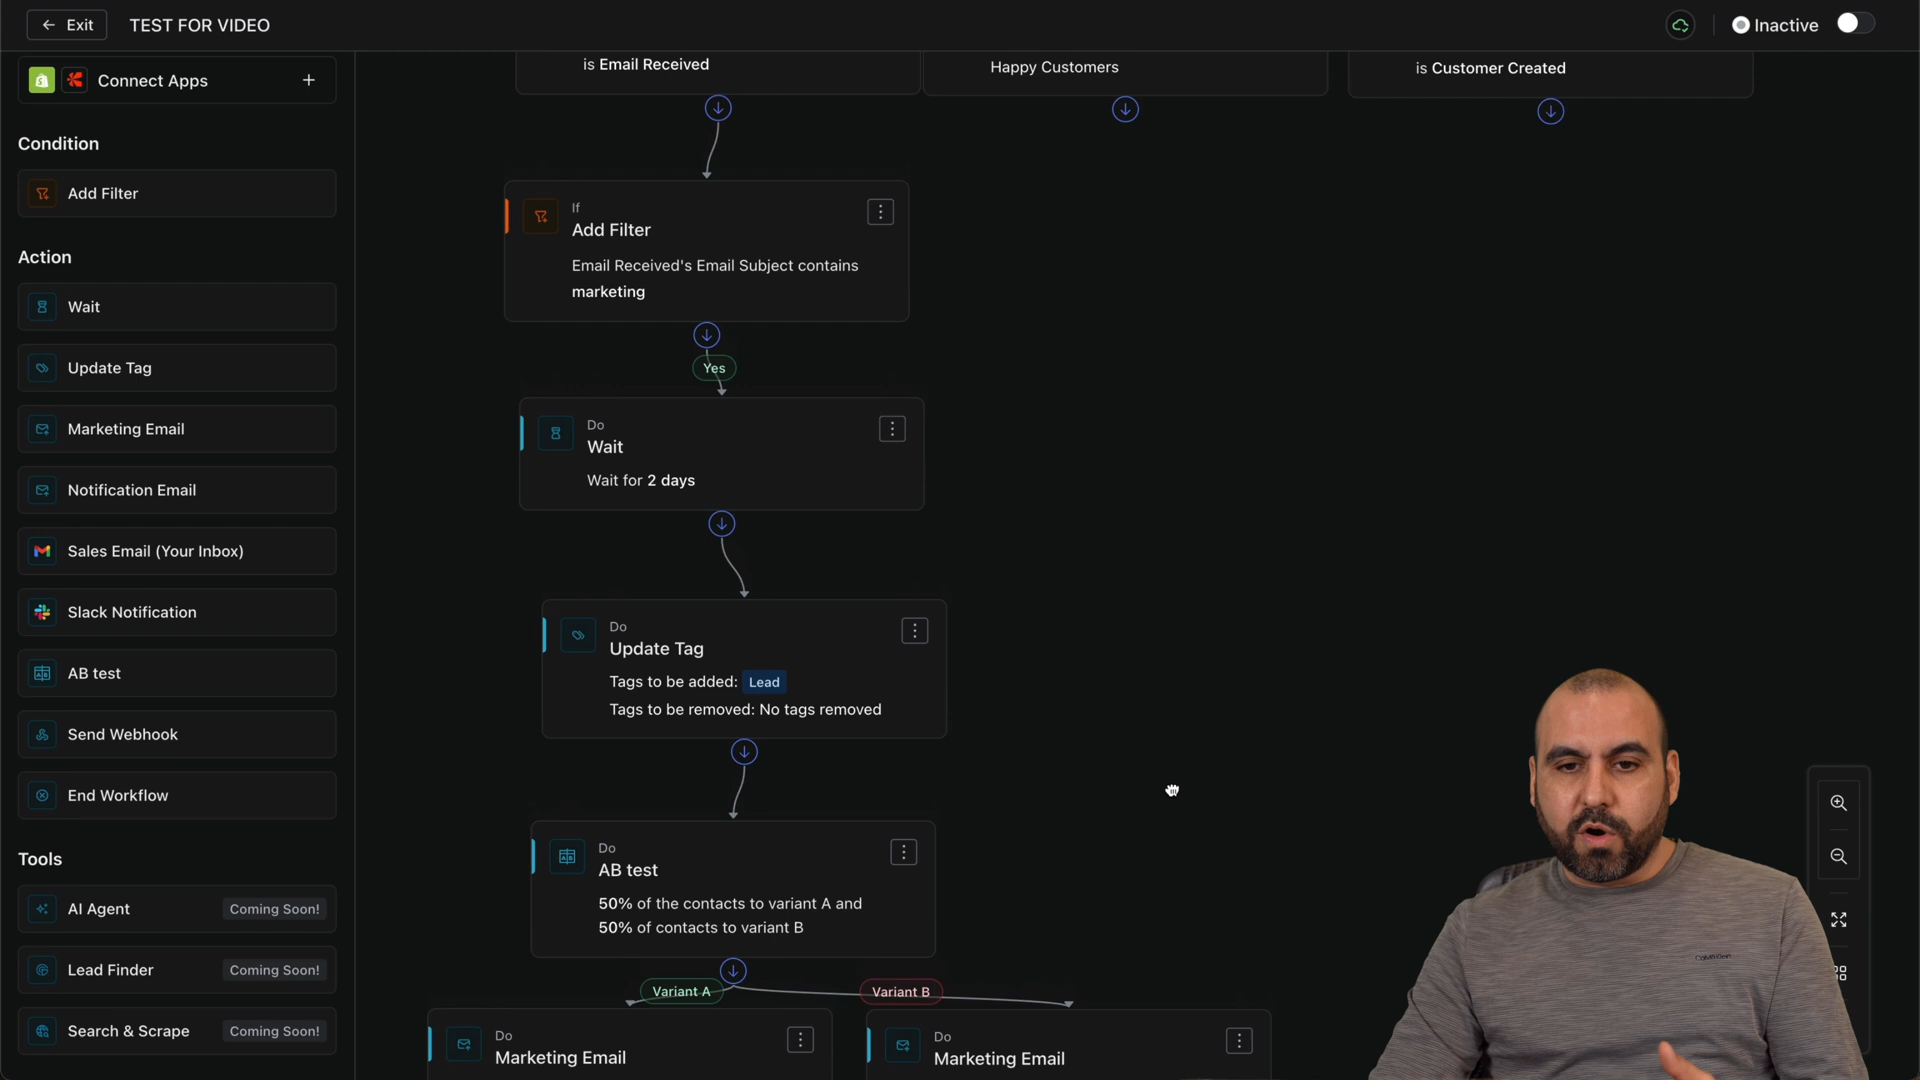 Exit
TEST FOR VIDEO
Inactive
Connect Apps
Condition
Add Filter
Action
Wait
Update Tag
Marketing Email
Notification Email
Sales Email (Your Inbox)
Slack Notification
AB test
Send Webhook
End Workflow
Tools
AI Agent
Coming Soon!
Lead Finder
Coming Soon!
Search & Scrape
Coming Soon!
is Email Received
Happy Customers
is Customer Created
If
Add Filter
Email Received's Email Subject contains
marketing
Yes
Do
Wait
Wait for 2 days
Do
Update Tag
Tags to be added: Lead
Tags to be removed: No tags removed
Do
AB test
50% of the contacts to variant A and
50% of contacts to variant B
Variant A
Variant B
Do
Marketing Email
Do
Marketing Email
Calvin Klein